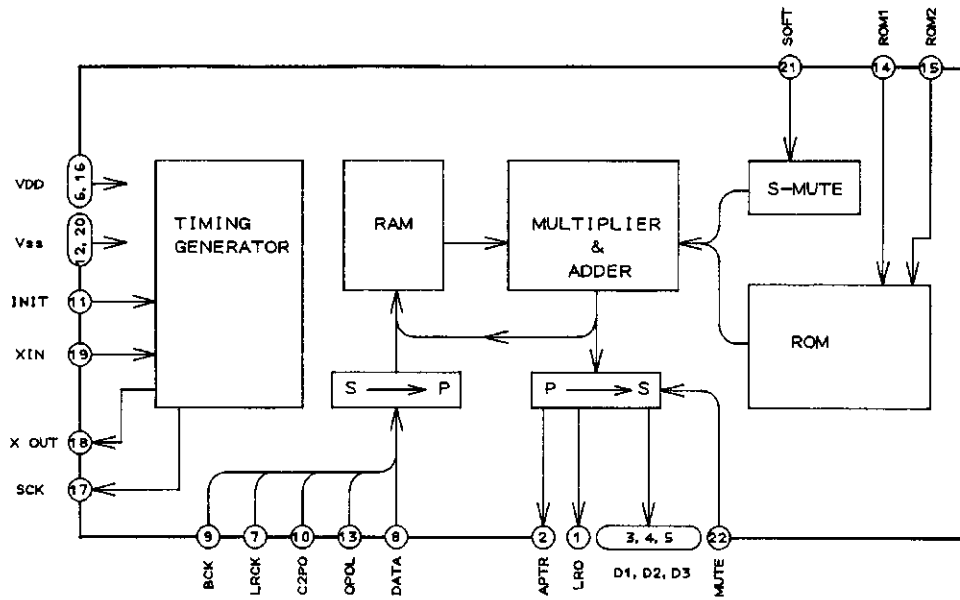 SOFT
ROM1
ROM2
21
14
15
VDD
6, 16
Vss
12, 20
INIT
11
XIN
19
X OUT
18
SCK
17
TIMING
GENERATOR
RAM
MULTIPLIER
&
ADDER
S-MUTE
ROM
S P
P S
9
7
10
13
8
2
1
3, 4, 5
22
BCK
LRCK
C2PO
OPOL
DATA
APTR
LRO
D1, D2, D3
MUTE